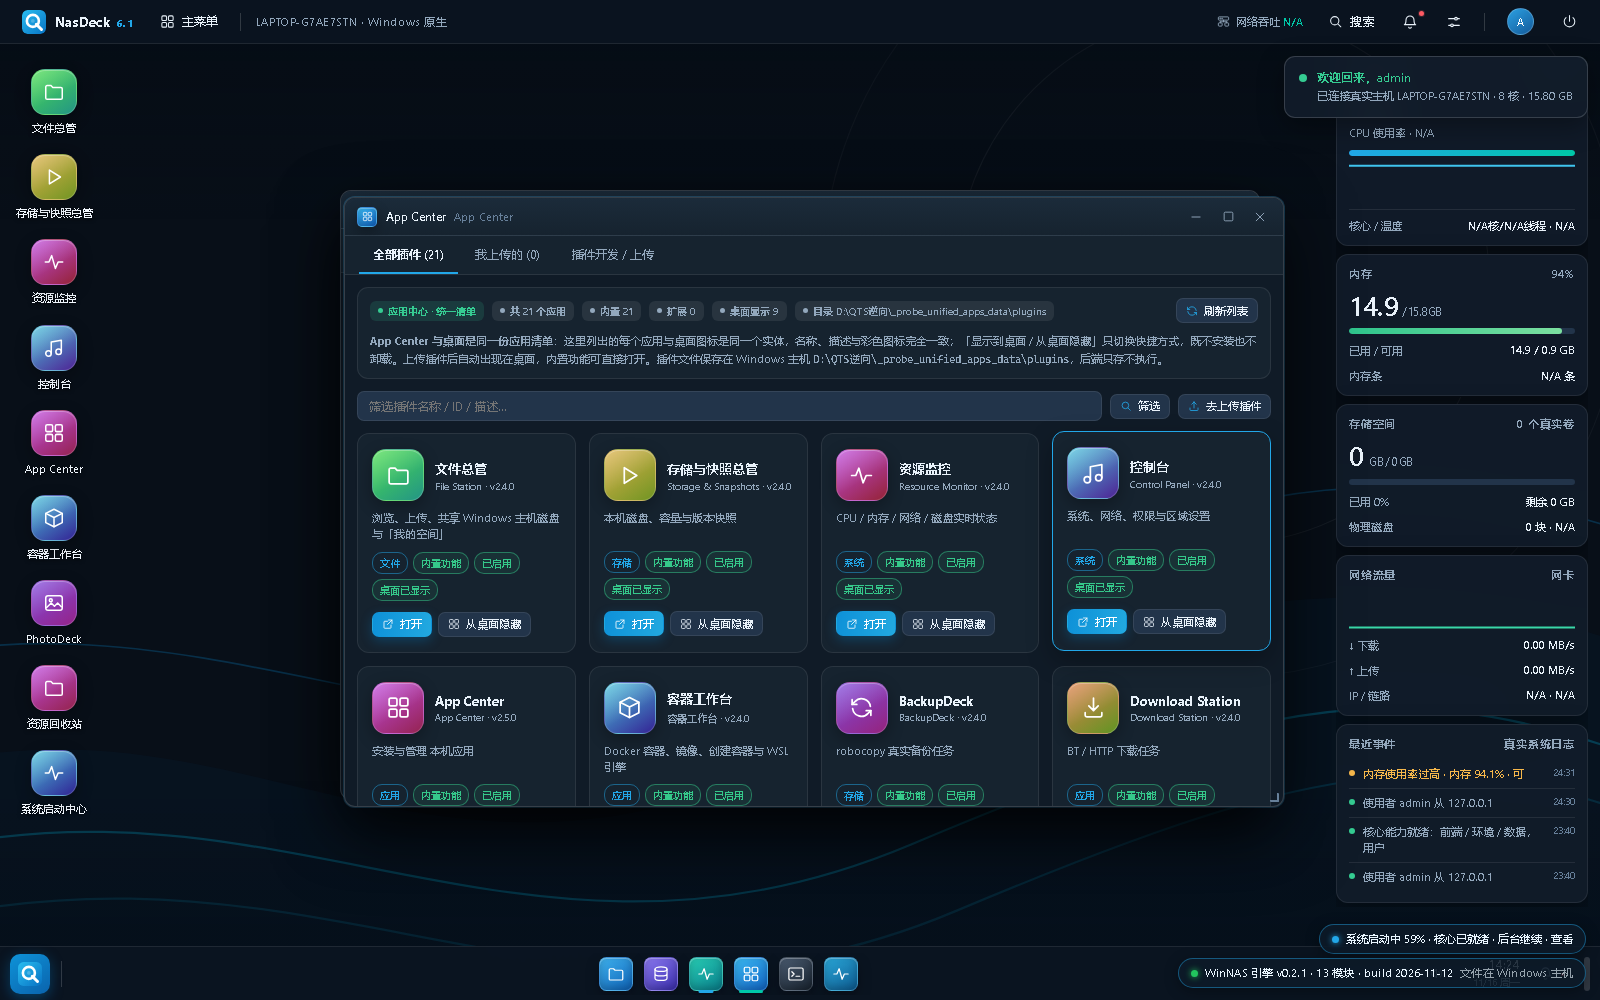 NasDeck 6.1
主菜单
LAPTOP-G7AE7STN · Windows 原生
网络吞吐 N/A
搜索
A
文件总管
存储与快照总管
资源监控
控制台
App Center
容器工作台
PhotoDeck
资源回收站
系统启动中心
App Center App Center
全部插件 (21)
我上传的 (0)
插件开发 / 上传
应用中心 · 统一清单
共 21 个应用
内置 21
扩展 0
桌面显示 9
目录 D:\QTS逆向\_probe_unified_apps_data\plugins
刷新列表
App Center 与桌面是同一份应用清单：这里列出的每个应用与桌面图标是同一个实体，名称、描述与彩色图标完全一致；「显示到桌面 / 从桌面隐藏」只切换快捷方式，既不安装也不
卸载。上传插件后自动出现在桌面，内置功能可直接打开。插件文件保存在 Windows 主机 D:\QTS逆向\_probe_unified_apps_data\plugins，后端只存不执行。
筛选插件名称 / ID / 描述...
筛选
去上传插件
文件总管
File Station · v2.4.0
浏览、上传、共享 Windows 主机磁盘
与「我的空间」
文件 内置功能 已启用
桌面已显示
打开 从桌面隐藏
存储与快照总管
Storage & Snapshots · v2.4.0
本机磁盘、容量与版本快照
存储 内置功能 已启用
桌面已显示
打开 从桌面隐藏
资源监控
Resource Monitor · v2.4.0
CPU / 内存 / 网络 / 磁盘实时状态
系统 内置功能 已启用
桌面已显示
打开 从桌面隐藏
控制台
Control Panel · v2.4.0
系统、网络、权限与区域设置
系统 内置功能 已启用
桌面已显示
打开 从桌面隐藏
App Center
App Center · v2.5.0
安装与管理 本机应用
应用 内置功能 已启用
容器工作台
容器工作台 · v2.4.0
Docker 容器、镜像、创建容器与 WSL
引擎
应用 内置功能 已启用
BackupDeck
BackupDeck · v2.4.0
robocopy 真实备份任务
存储 内置功能 已启用
Download Station
Download Station · v2.4.0
BT / HTTP 下载任务
应用 内置功能 已启用
欢迎回来，admin
已连接真实主机 LAPTOP-G7AE7STN · 8 核 · 15.80 GB
CPU 使用率 · N/A
核心 / 温度 N/A核/N/A线程 · N/A
内存 94%
14.9 / 15.8GB
已用 / 可用 14.9 / 0.9 GB
内存条 N/A 条
存储空间 0 个真实卷
0 GB / 0 GB
已用 0% 剩余 0 GB
物理磁盘 0 块 · N/A
网络流量 网卡
↓ 下载 0.00 MB/s
↑ 上传 0.00 MB/s
IP / 链路 N/A · N/A
最近事件 真实系统日志
内存使用率过高 · 内存 94.1% · 可 24:31
使用者 admin 从 127.0.0.1 24:30
核心能力就绪：前端 / 环境 / 数据， 23:40
用户
使用者 admin 从 127.0.0.1 23:40
系统启动中 59% · 核心已就绪 · 后台继续 · 查看
WinNAS 引擎 v0.2.1 · 13 模块 · build 2026-11-12 文件在 Windows 主机